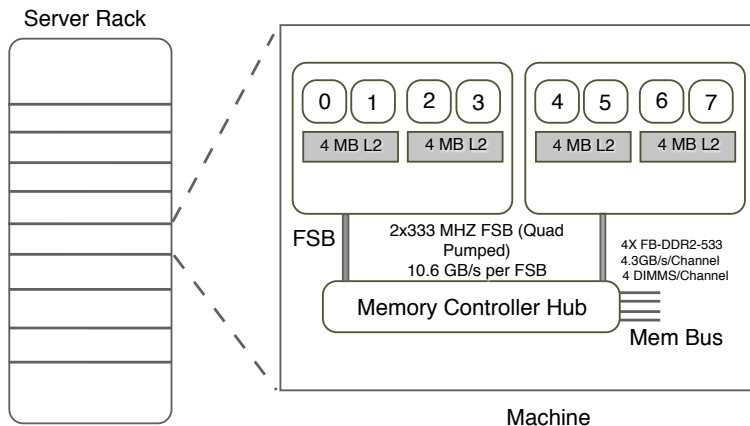 Server Rack
0 1 2 3 4 5 6 7
4 MB L2 4 MB L2 4 MB L2 4 MB L2
FSB
2x333 MHZ FSB (Quad
Pumped)
10.6 GB/s per FSB
4X FB-DDR2-533
4.3GB/s/Channel
4 DIMMS/Channel
Memory Controller Hub
Mem Bus
Machine